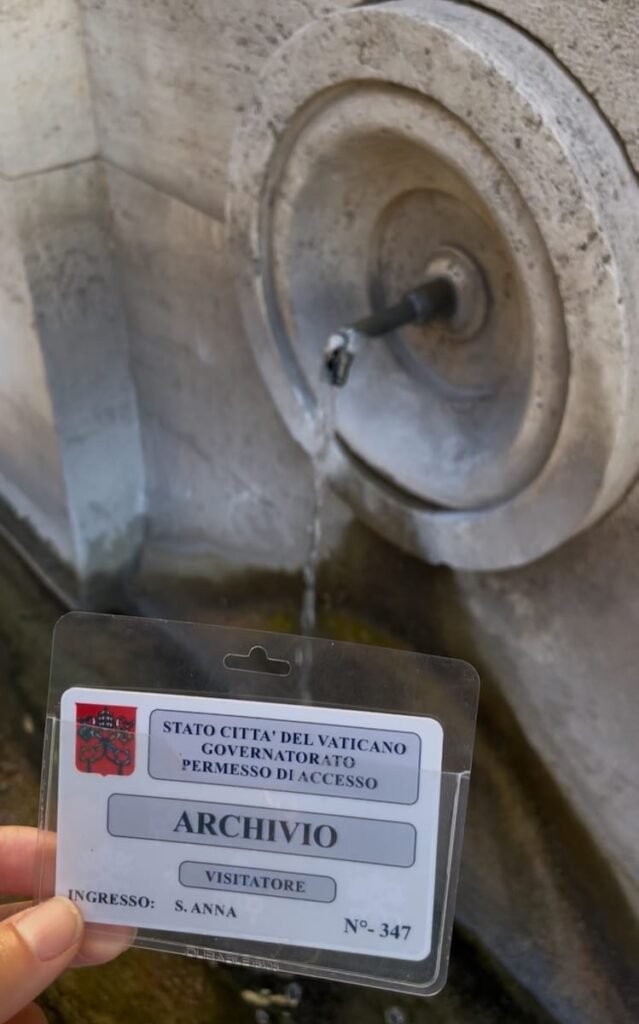 STATO CITTA' DEL VATICANO
GOVERNATORATO
PERMESSO DI ACCESSO
ARCHIVIO
VISITATORE
INGRESSO: S. ANNA
N°- 347